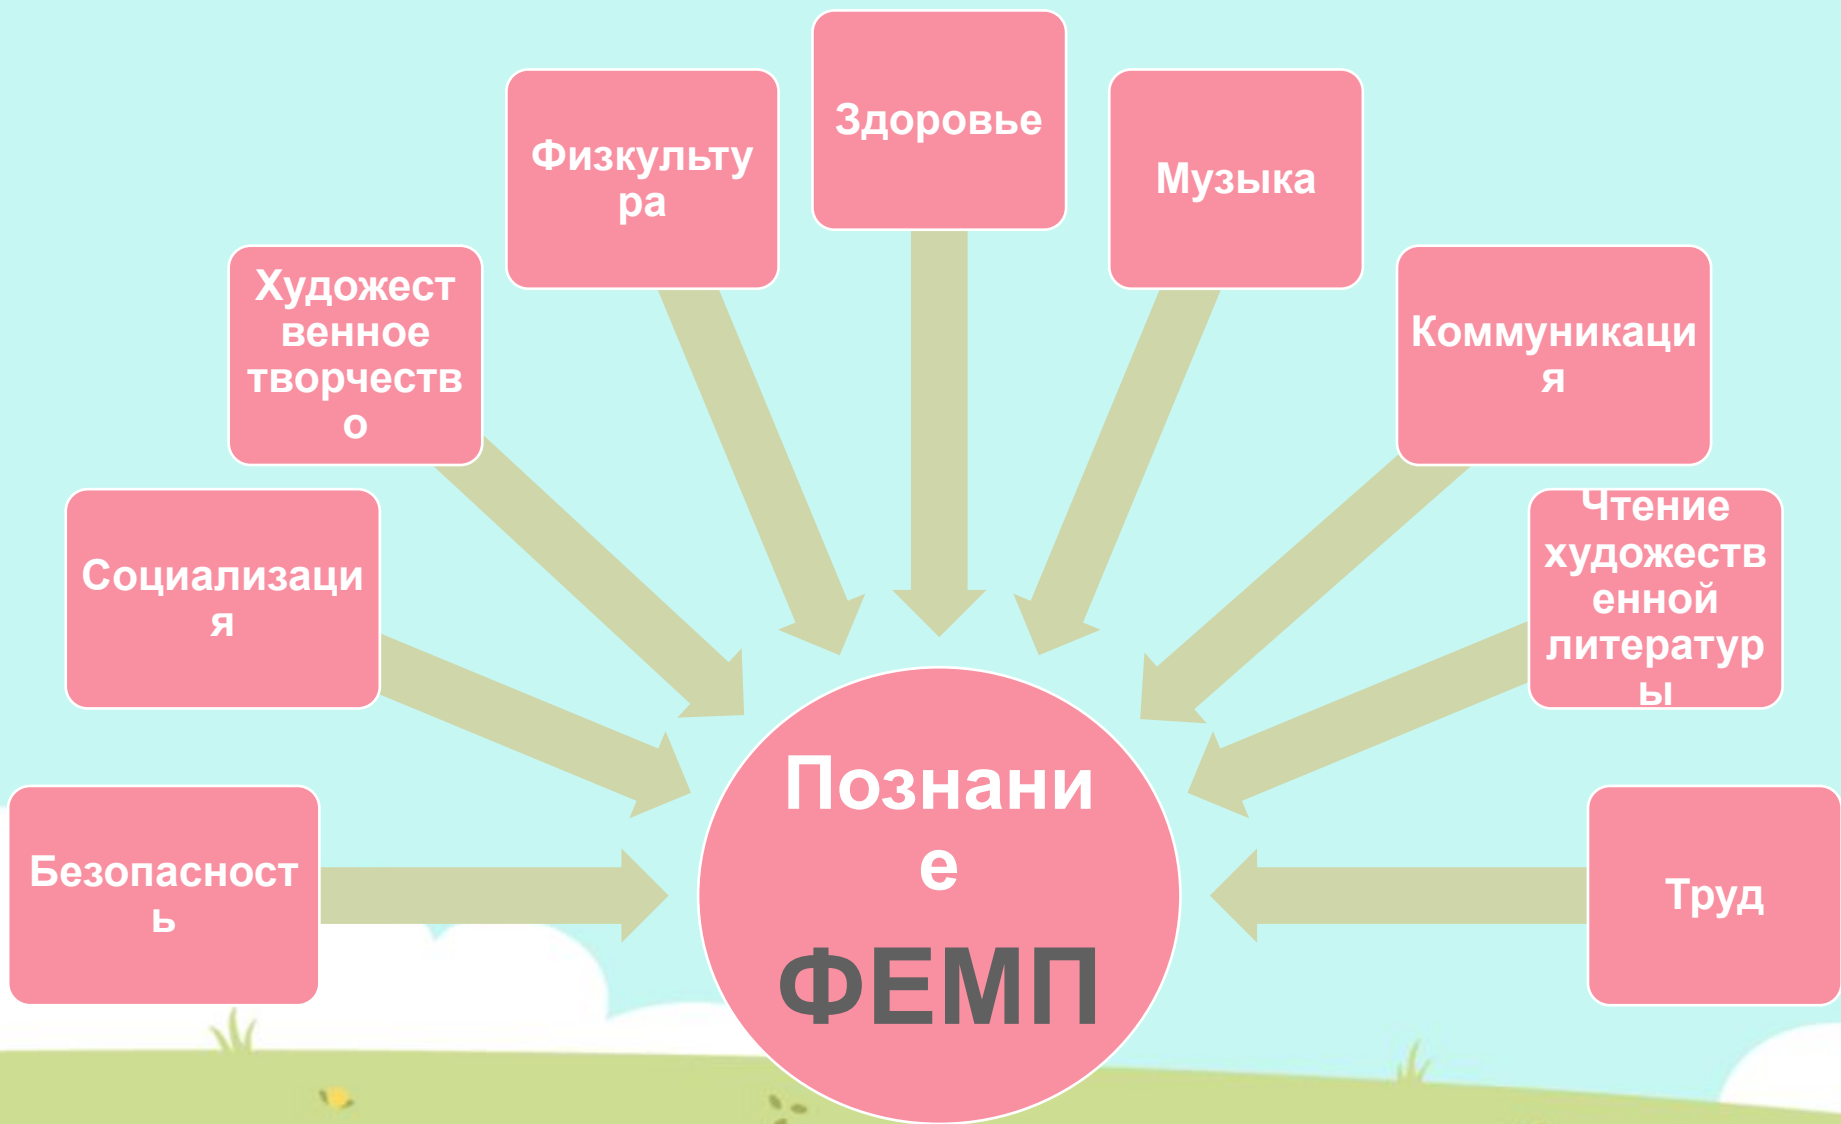 Здоровье
Физкульту
ра
Музыка
Художест
венное
творчеств
о
Коммуникаци
я
Социализаци
я
Чтение
художеств
енной
литератур
ы
Безопасност
ь
Труд
Познани
е
ФЕМП